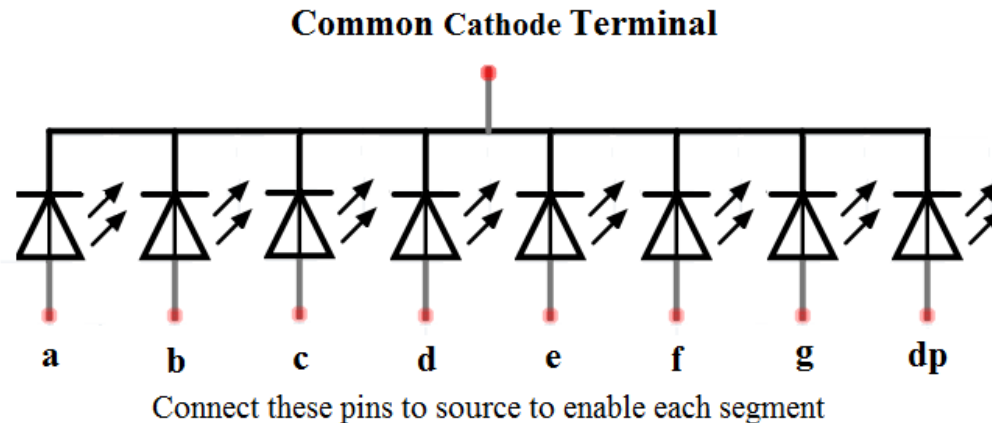 Common Cathode Terminal
a b c d e f g dp
Connect these pins to source to enable each segment